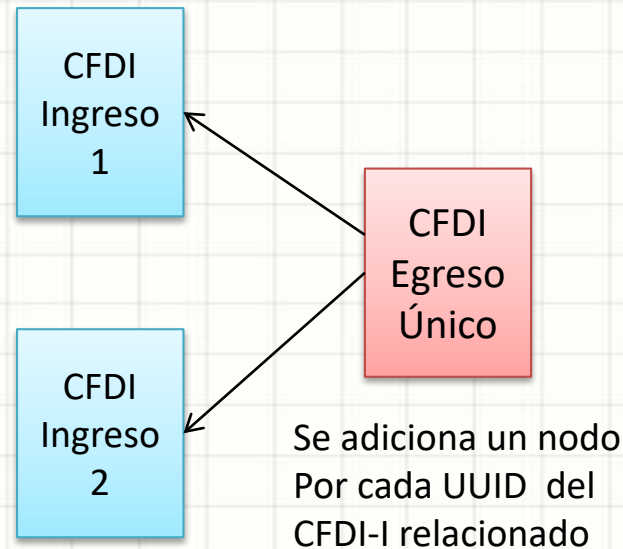 CFDI
Ingreso
1
CFDI
Egreso
Único
CFDI
Ingreso
2
Se adiciona un nodo
Por cada UUID del
CFDI-I relacionado